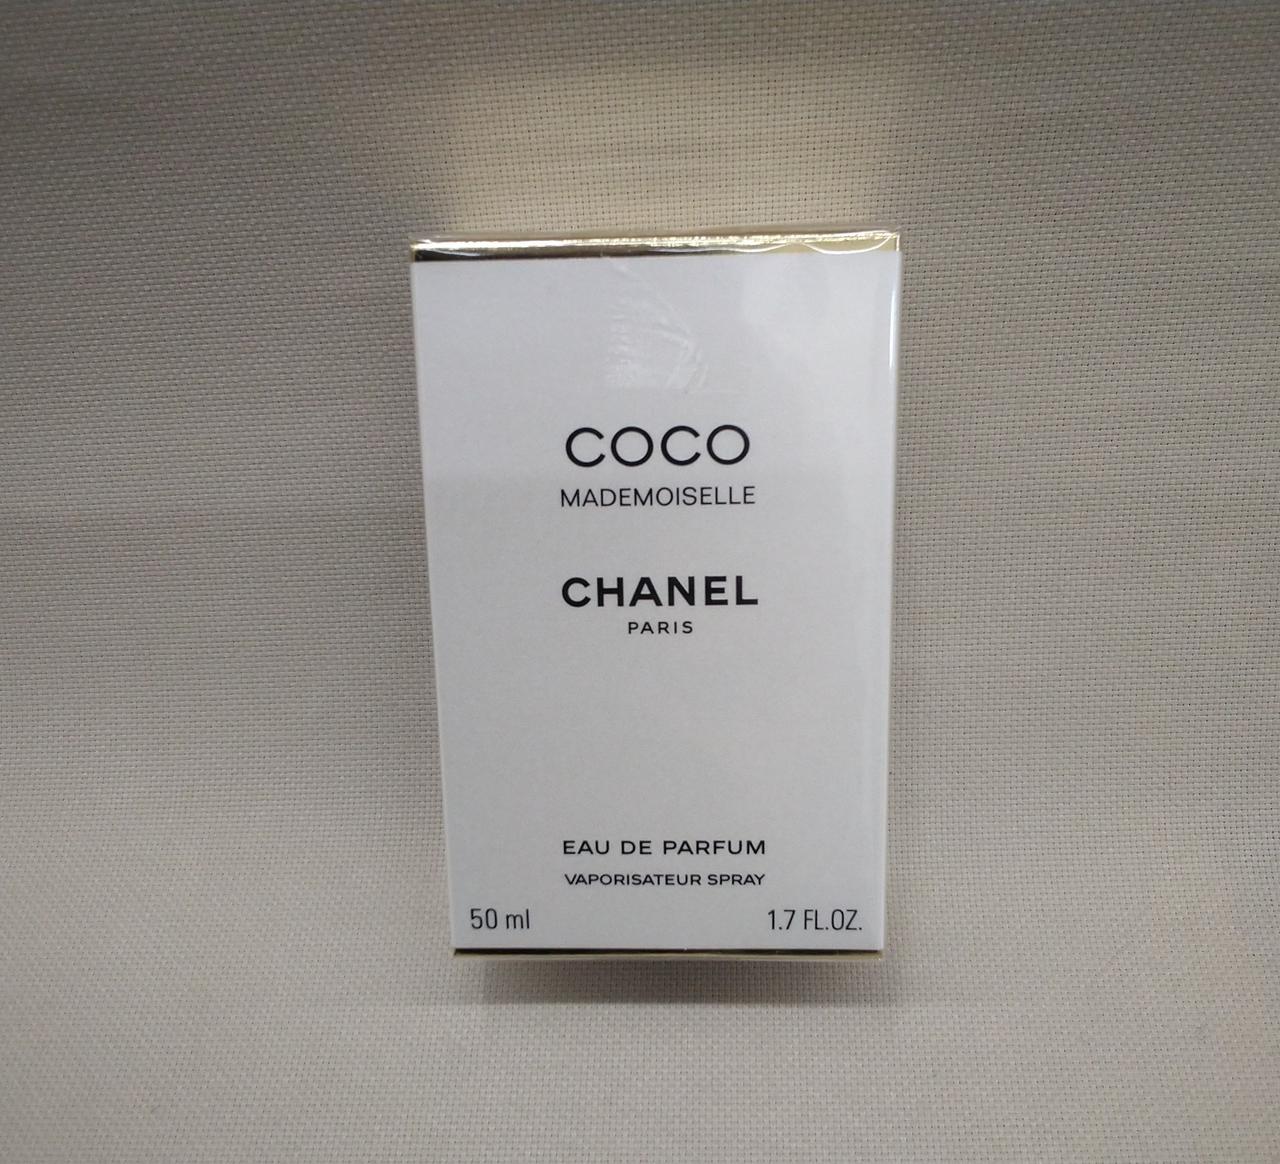 COCO
MADEMOISELLE
CHANEL
PARIS
EAU DE PARFUM
VAPORISATEUR SPRAY
50 ml 1.7 FL.OZ.